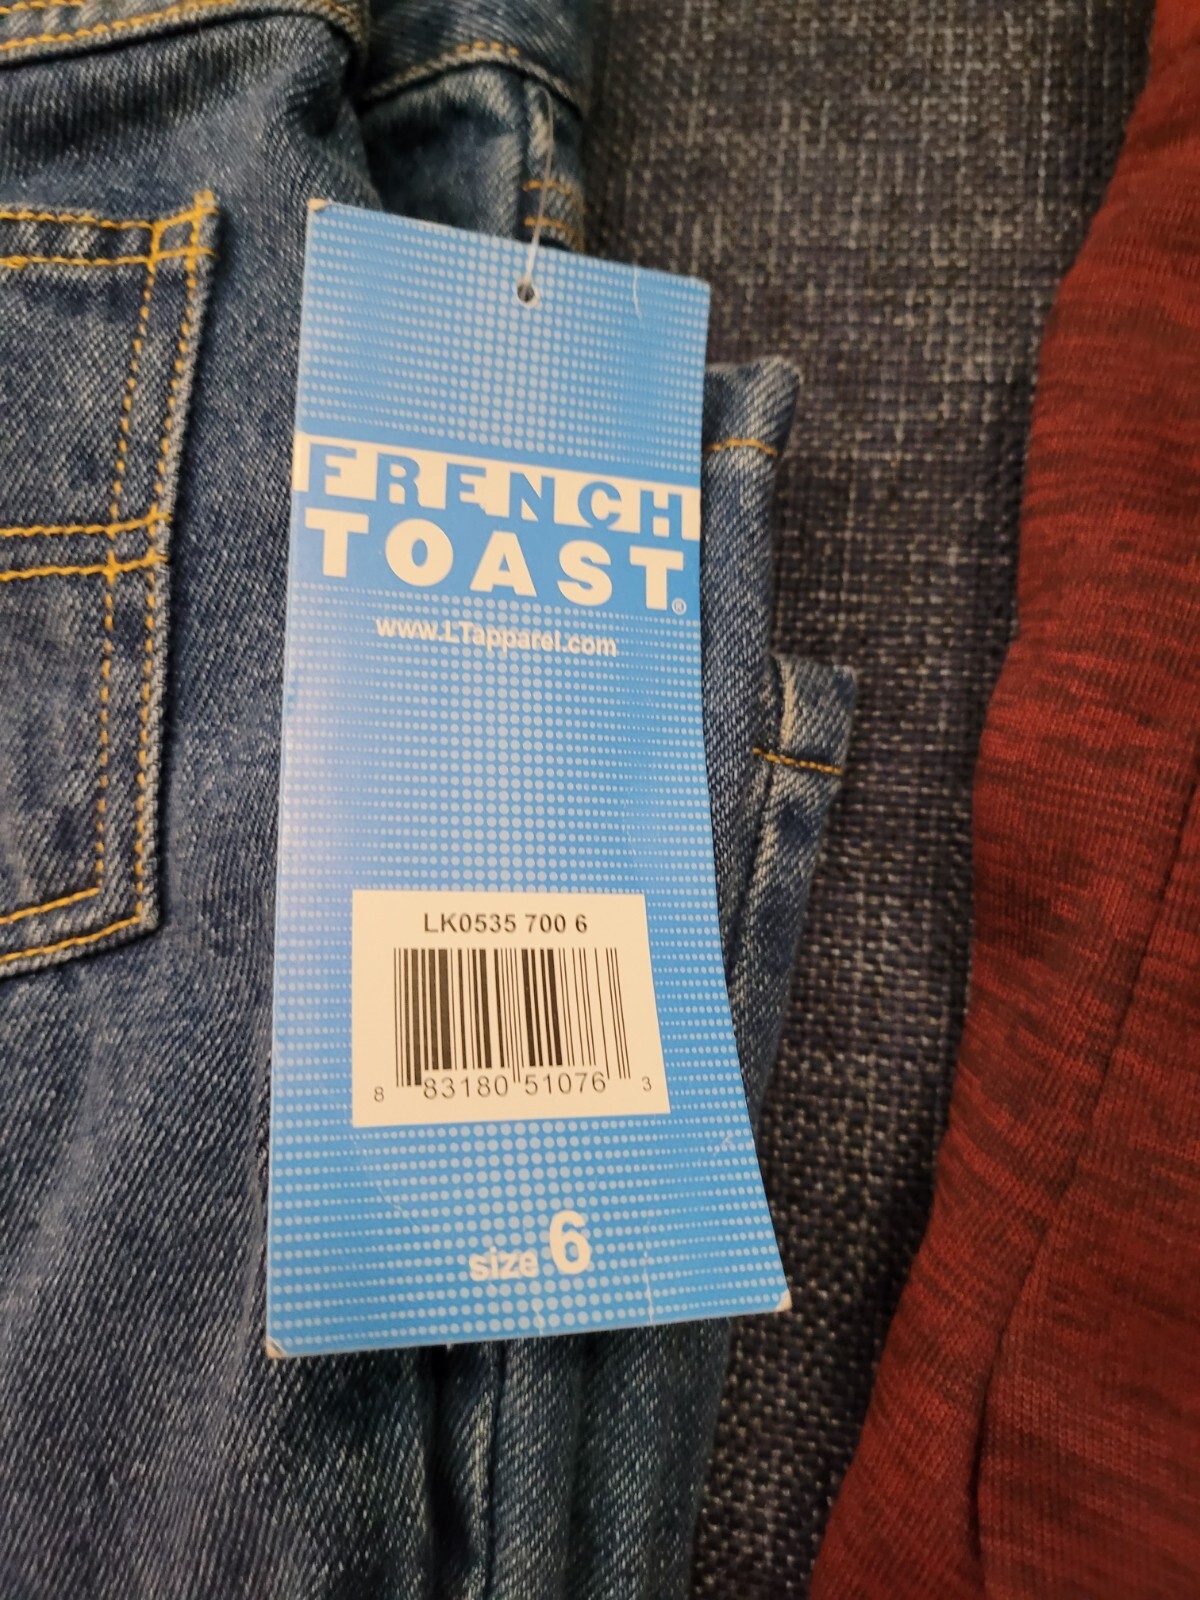 FRENCH
TOAST®
www.LTapparel.com
LK0535 700 6
8 83180 51076 3
size 6